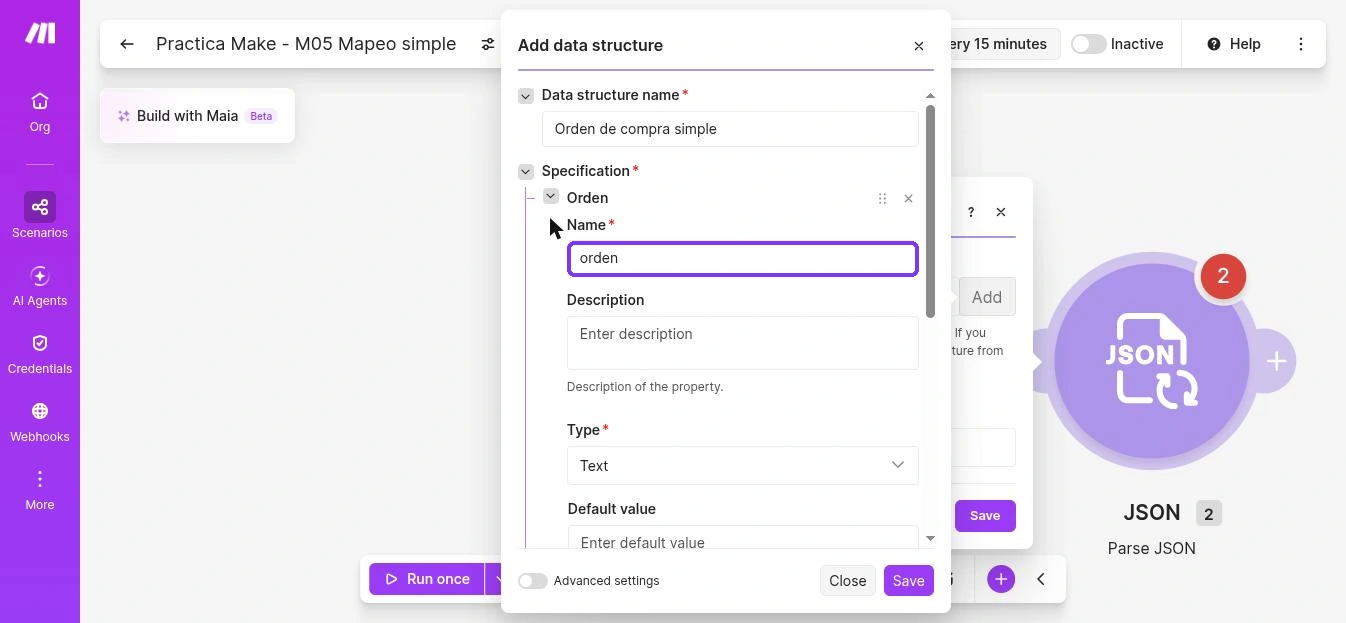 Practica Make - M05 Mapeo simple
ery 15 minutes
Inactive
Help
Build with Maia Beta
Org
Scenarios
AI Agents
Credentials
Webhooks
More
Add data structure
Data structure name *
Orden de compra simple
Specification *
Orden
Name *
orden
Description
Enter description
Description of the property.
Type *
Text
Default value
Enter default value
Advanced settings
Close
Save
?
Add
If you
ture from
Save
2
JSON
JSON 2
Parse JSON
Run once